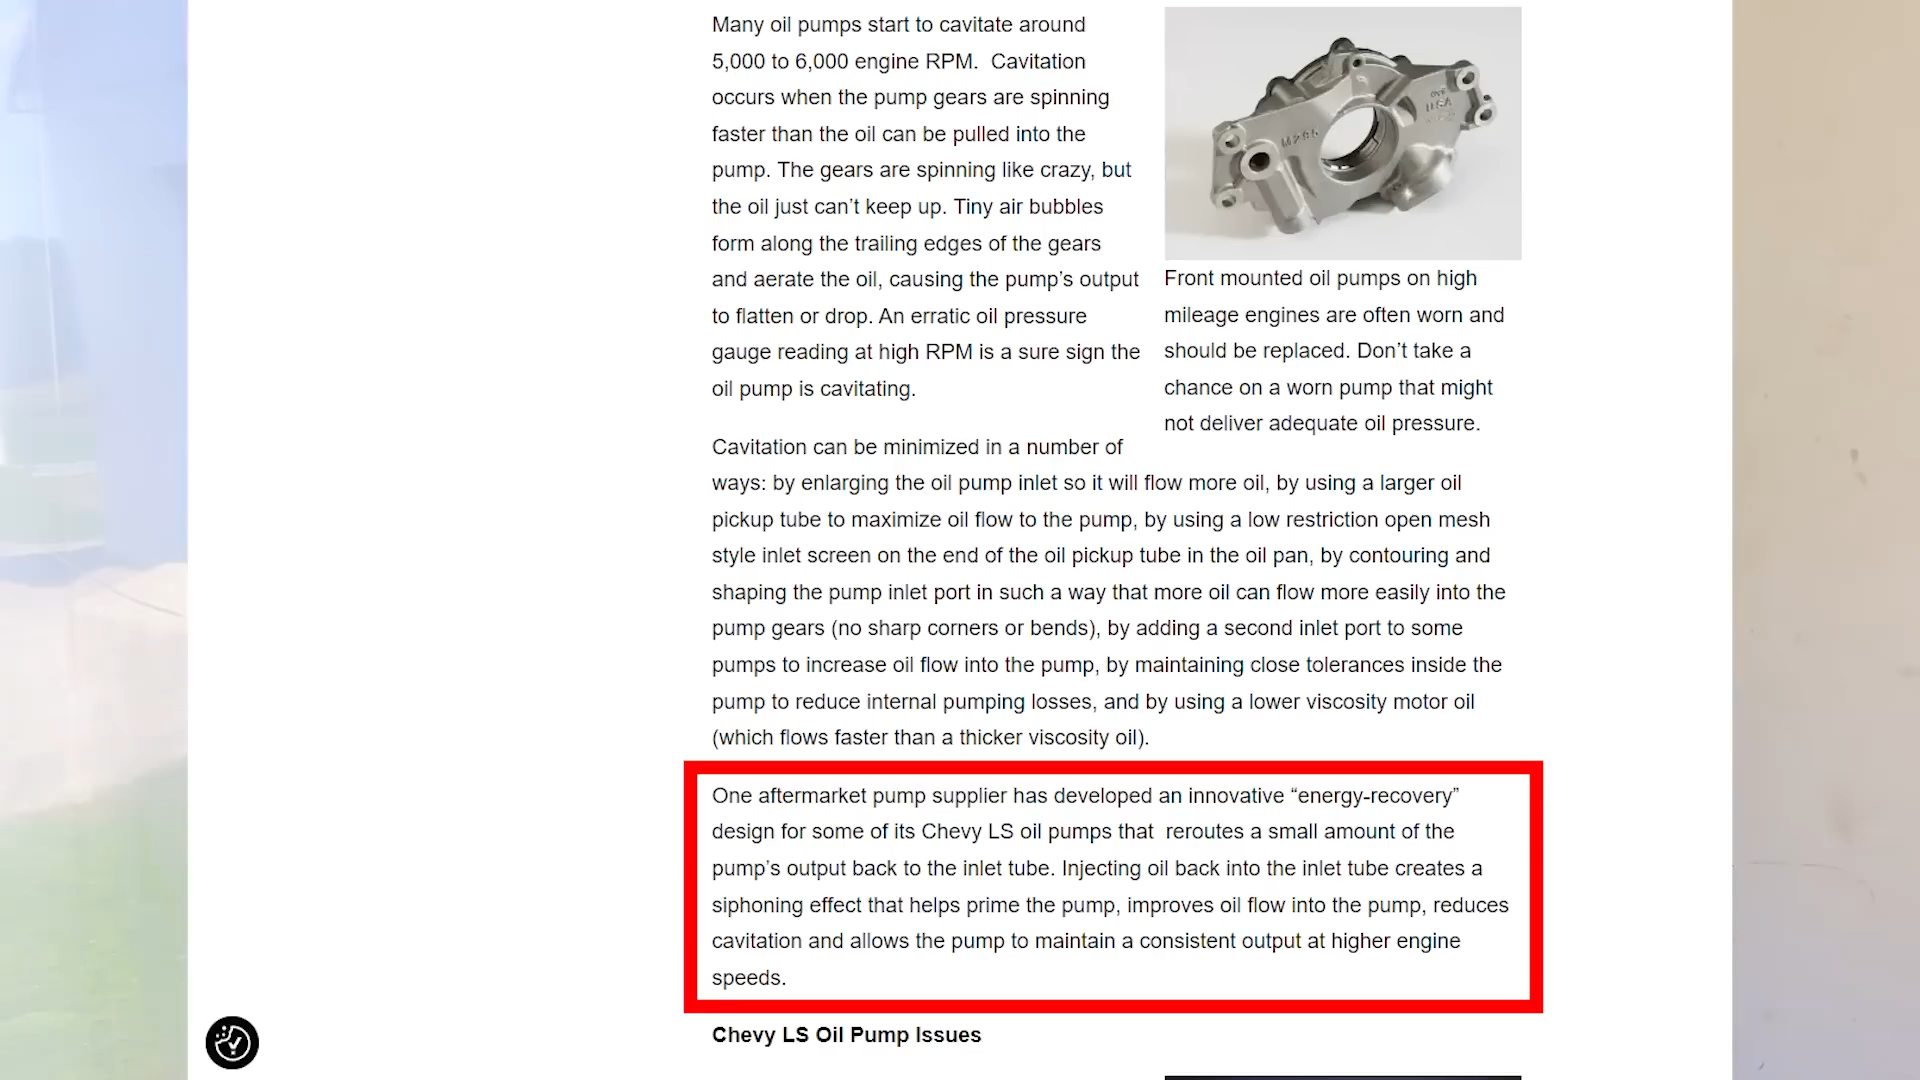 Many oil pumps start to cavitate around
5,000 to 6,000 engine RPM.  Cavitation
occurs when the pump gears are spinning
faster than the oil can be pulled into the
pump. The gears are spinning like crazy, but
the oil just can’t keep up. Tiny air bubbles
form along the trailing edges of the gears
and aerate the oil, causing the pump’s output
to flatten or drop. An erratic oil pressure
gauge reading at high RPM is a sure sign the
oil pump is cavitating.
M295
USA
Front mounted oil pumps on high
mileage engines are often worn and
should be replaced. Don’t take a
chance on a worn pump that might
not deliver adequate oil pressure.
Cavitation can be minimized in a number of
ways: by enlarging the oil pump inlet so it will flow more oil, by using a larger oil
pickup tube to maximize oil flow to the pump, by using a low restriction open mesh
style inlet screen on the end of the oil pickup tube in the oil pan, by contouring and
shaping the pump inlet port in such a way that more oil can flow more easily into the
pump gears (no sharp corners or bends), by adding a second inlet port to some
pumps to increase oil flow into the pump, by maintaining close tolerances inside the
pump to reduce internal pumping losses, and by using a lower viscosity motor oil
(which flows faster than a thicker viscosity oil).
One aftermarket pump supplier has developed an innovative “energy-recovery”
design for some of its Chevy LS oil pumps that  reroutes a small amount of the
pump’s output back to the inlet tube. Injecting oil back into the inlet tube creates a
siphoning effect that helps prime the pump, improves oil flow into the pump, reduces
cavitation and allows the pump to maintain a consistent output at higher engine
speeds.
Chevy LS Oil Pump Issues